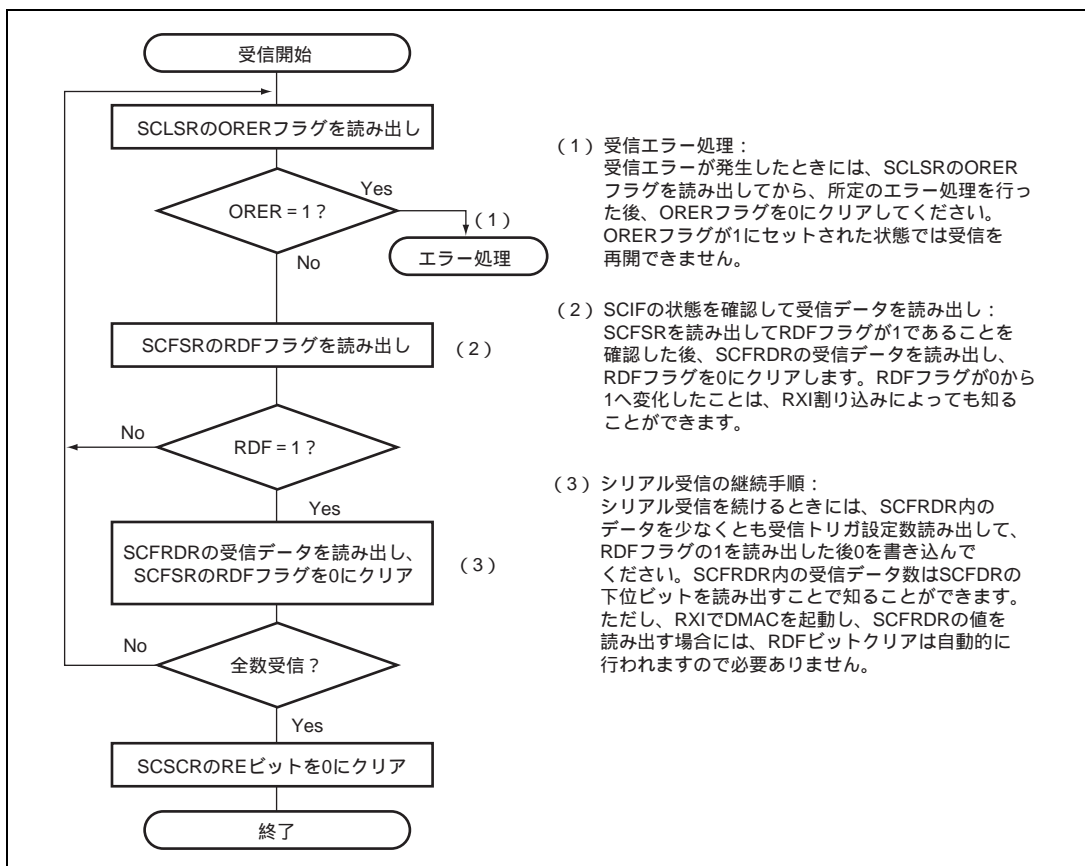 受信開始
SCLSRのORERフラグを読み出し
ORER = 1？
Yes
（1）
エラー処理
No
SCFSRのRDFフラグを読み出し
（2）
No
RDF = 1？
Yes
SCFRDRの受信データを読み出し、
SCFSRのRDFフラグを0にクリア
（3）
No
全数受信？
Yes
SCSCRのREビットを0にクリア
終了
（1）受信エラー処理：
受信エラーが発生したときには、SCLSRのORER
フラグを読み出してから、所定のエラー処理を行っ
た後、ORERフラグを0にクリアしてください。
ORERフラグが1にセットされた状態では受信を
再開できません。
（2）SCIFの状態を確認して受信データを読み出し：
SCFSRを読み出してRDFフラグが1であることを
確認した後、SCFRDRの受信データを読み出し、
RDFフラグを0にクリアします。RDFフラグが0から
1へ変化したことは、RXI割り込みによっても知る
ことができます。
（3）シリアル受信の継続手順：
シリアル受信を続けるときには、SCFRDR内の
データを少なくとも受信トリガ設定数読み出して、
RDFフラグの1を読み出した後0を書き込んで
ください。SCFRDR内の受信データ数はSCFDRの
下位ビットを読み出すことで知ることができます。
ただし、RXIでDMACを起動し、SCFRDRの値を
読み出す場合には、RDFビットクリアは自動的に
行われますので必要ありません。